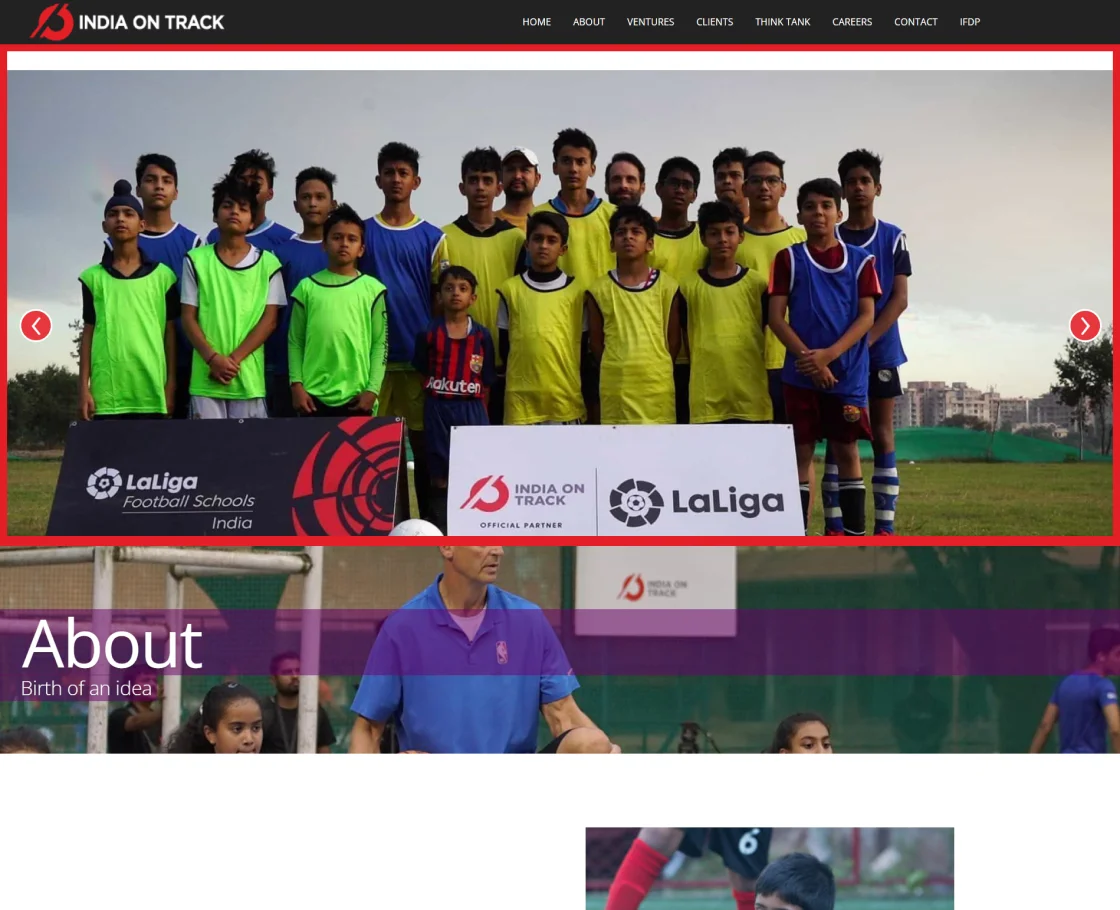 INDIA ON TRACK
HOME ABOUT VENTURES CLIENTS THINK TANK CAREERS CONTACT IFDP
Rakuten
LaLiga
Football Schools
India
INDIA ON
TRACK
OFFICIAL PARTNER
LaLiga
INDIA ON
TRACK
About
Birth of an idea
6